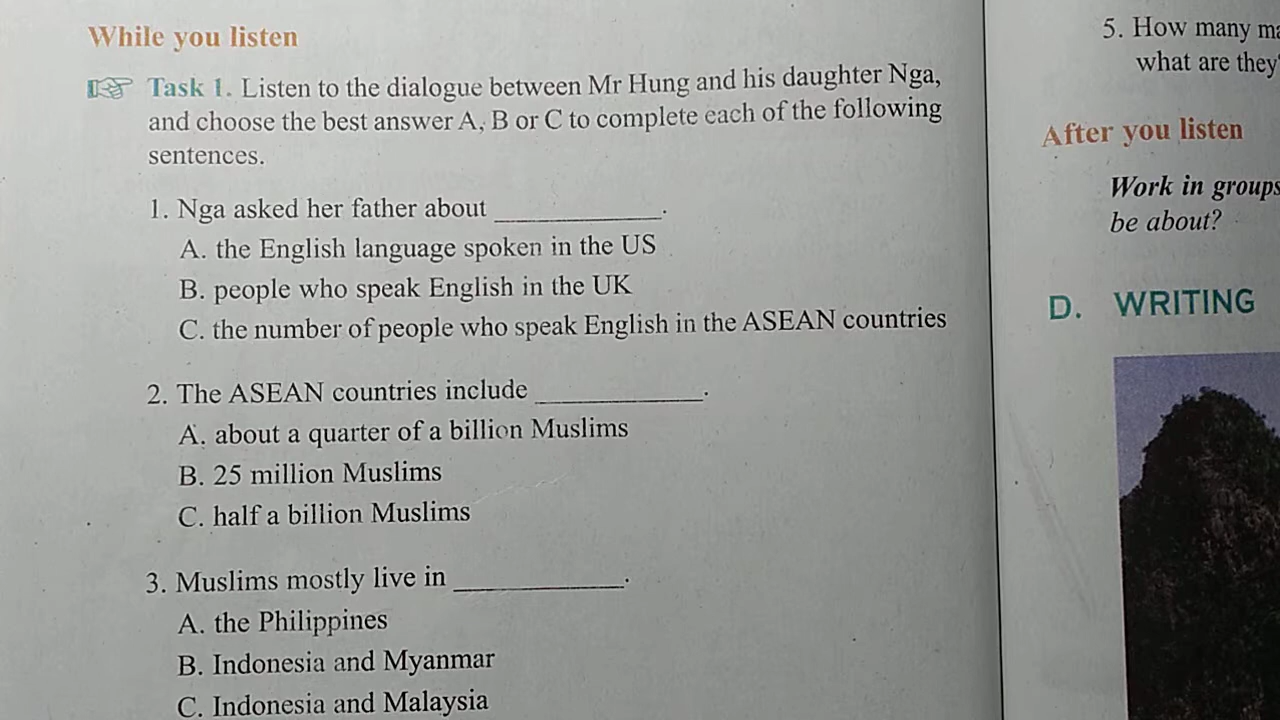 While you listen
Task 1. Listen to the dialogue between Mr Hung and his daughter Nga,
and choose the best answer A, B or C to complete each of the following
sentences.
1. Nga asked her father about ____________.
A. the English language spoken in the US
B. people who speak English in the UK
C. the number of people who speak English in the ASEAN countries
2. The ASEAN countries include ____________.
A. about a quarter of a billion Muslims
B. 25 million Muslims
C. half a billion Muslims
3. Muslims mostly live in ____________.
A. the Philippines
B. Indonesia and Myanmar
C. Indonesia and Malaysia
5. How many
what are they
After you listen
Work in groups
be about?
D. WRITING